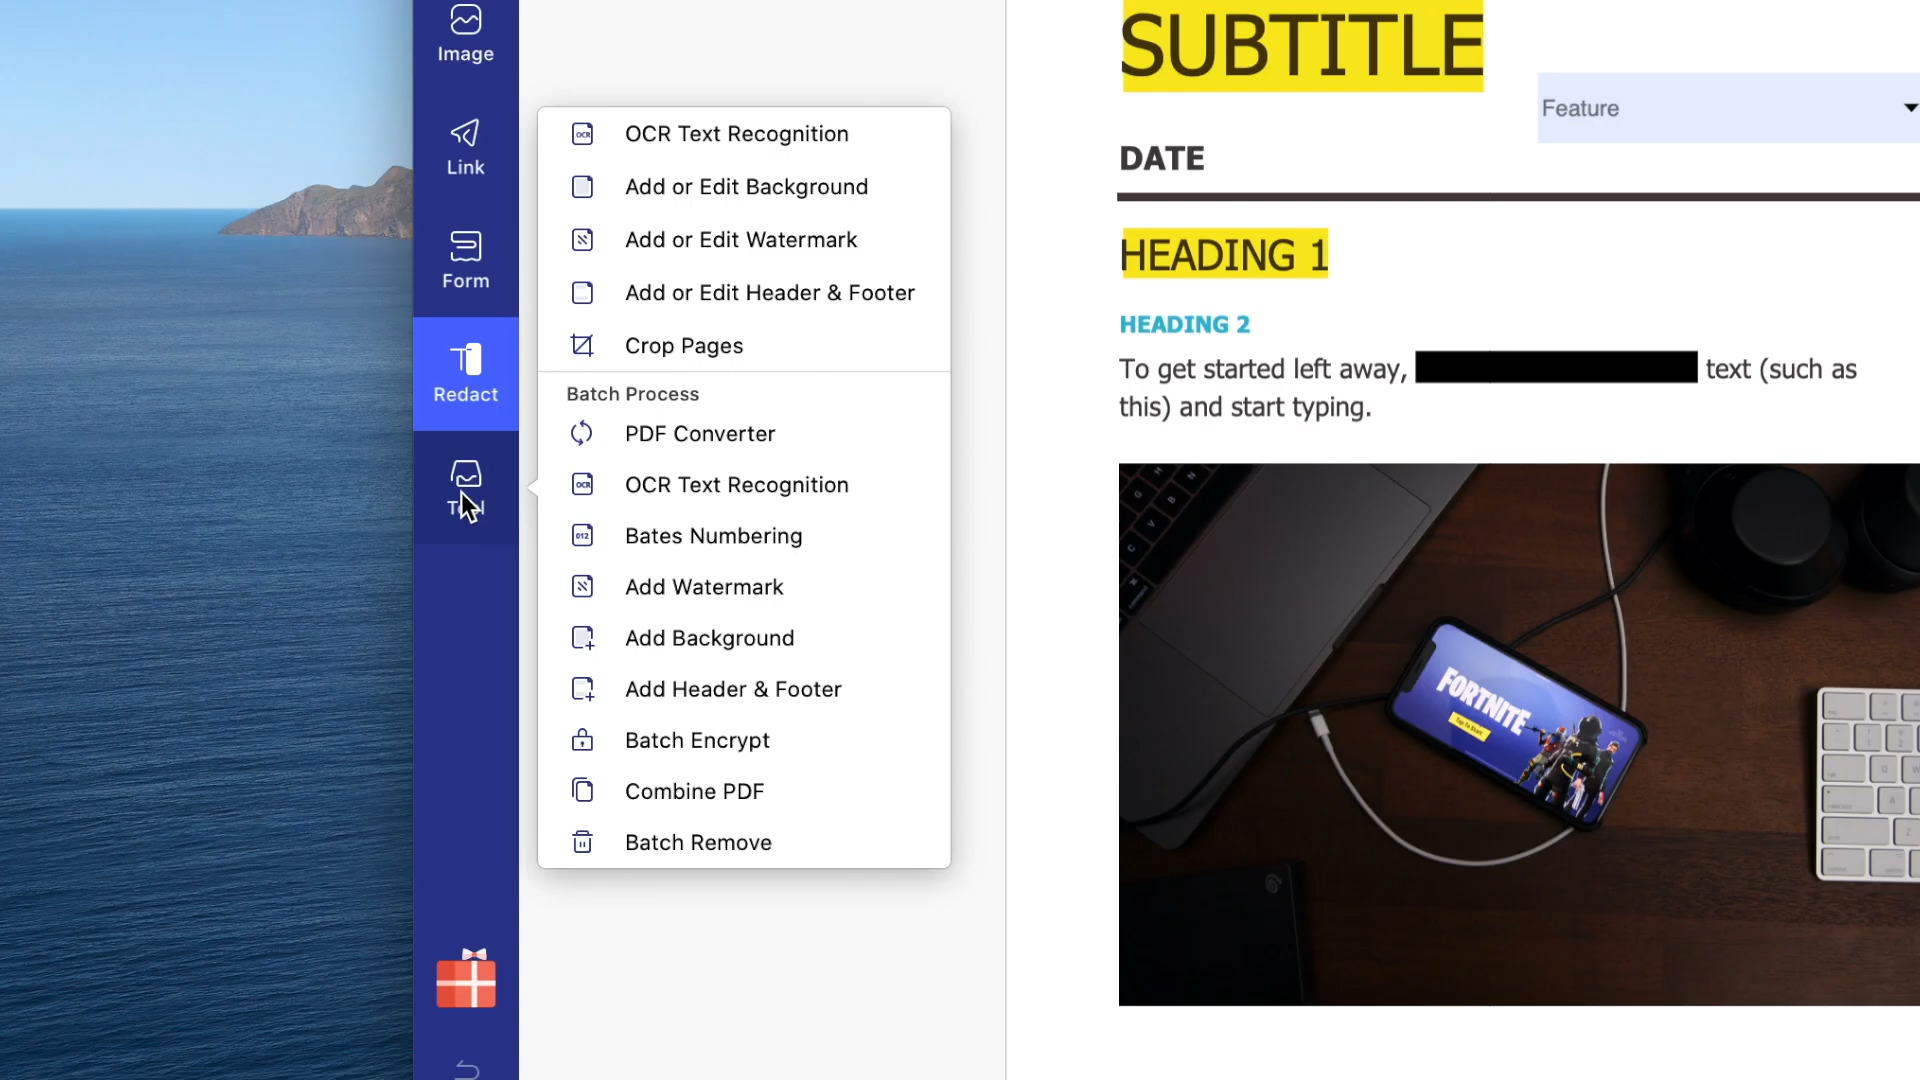 Image
Link
Form
Redact
OCR Text Recognition
Add or Edit Background
Add or Edit Watermark
Add or Edit Header & Footer
Crop Pages
Batch Process
PDF Converter
OCR Text Recognition
Bates Numbering
Add Watermark
Add Background
Add Header & Footer
Batch Encrypt
Combine PDF
Batch Remove
SUBTITLE
Feature
DATE
HEADING 1
HEADING 2
To get started left away, text (such as
this) and start typing.
FORTNITE
Tap To Start